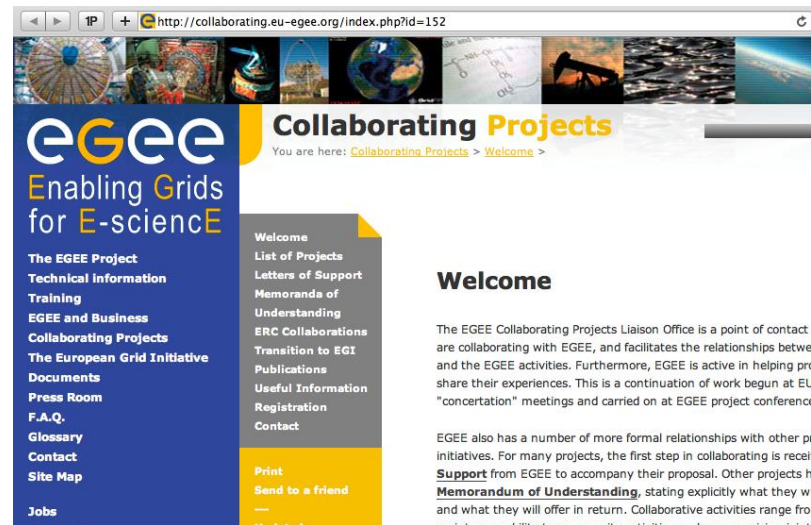 1P
+
http://collaborating.eu-egee.org/index.php?id=152
egee
Enabling Grids
for E-sciencE
Collaborating Projects
You are here: Collaborating Projects > Welcome >
The EGEE Project
Technical information
Training
EGEE and Business
Collaborating Projects
The European Grid Initiative
Documents
Press Room
F.A.Q.
Glossary
Contact
Site Map
Jobs
Welcome
List of Projects
Letters of Support
Memoranda of
Understanding
ERC Collaborations
Transition to EGI
Publications
Useful Information
Registration
Contact
Print
Send to a friend
Welcome
The EGEE Collaborating Projects Liaison Office is a point of contact
are collaborating with EGEE, and facilitates the relationships betwe
and the EGEE activities. Furthermore, EGEE is active in helping pr
share their experiences. This is a continuation of work begun at EU
"concertation" meetings and carried on at EGEE project conference
EGEE also has a number of more formal relationships with other p
initiatives. For many projects, the first step in collaborating is recei
Support from EGEE to accompany their proposal. Other projects h
Memorandum of Understanding, stating explicitly what they w
and what they will offer in return. Collaborative activities range fro